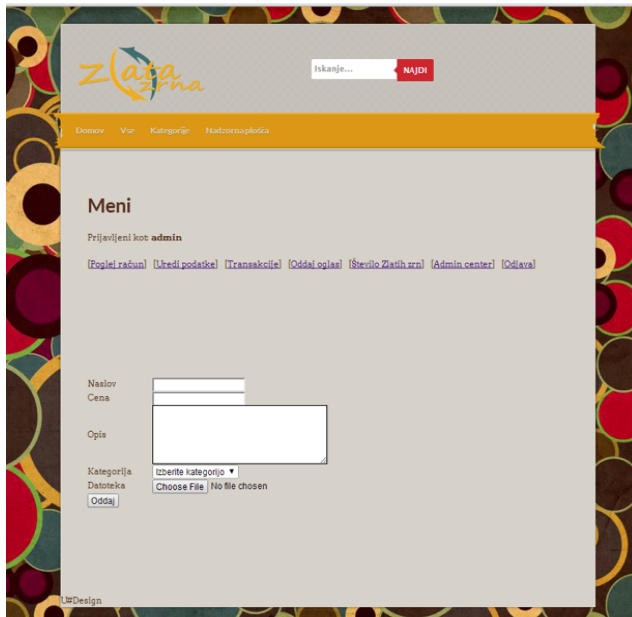 zlata
zrna
Iskanje...
NAJDI
Domov Vse Kategorije Nadzorna plošča
Meni
Prijavljeni kot: admin
[Poglej račun] [Uredi podatke] [Transakcije] [Oddaj oglas] [Število Zlatih zrn] [Admin center] [Odjava]
Naslov
Cena
Opis
Kategorija Izberite kategorijo
Datoteka Choose File No file chosen
Oddaj
U#Design